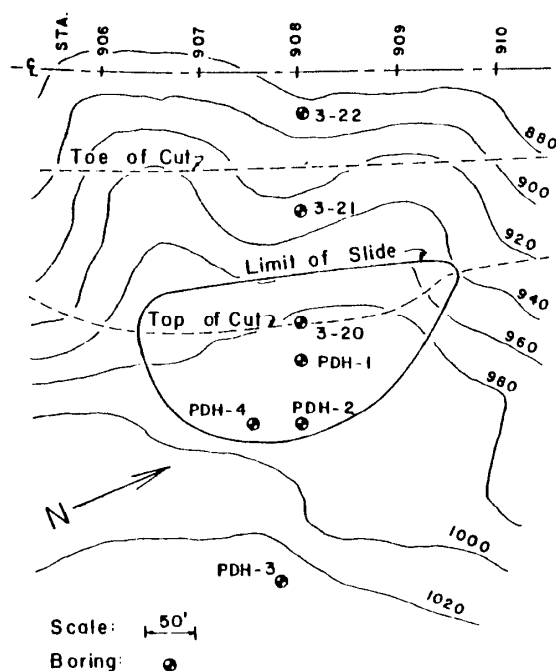 STA.
906
907
908
909
910
℄
3-22
880
Toe of Cut
900
3-21
920
Limit of Slide
940
Top of Cut
3-20
960
PDH-1
980
PDH-4
PDH-2
N
1000
PDH-3
1020
Scale: 50'
Boring: